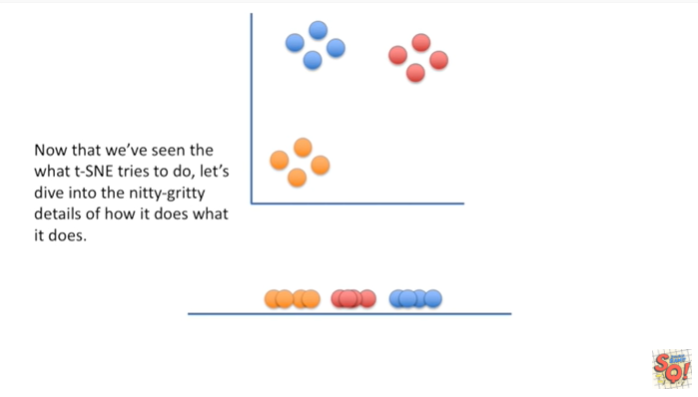 Now that we've seen the
what t-SNE tries to do, let's
dive into the nitty-gritty
details of how it does what
it does.
SQ!